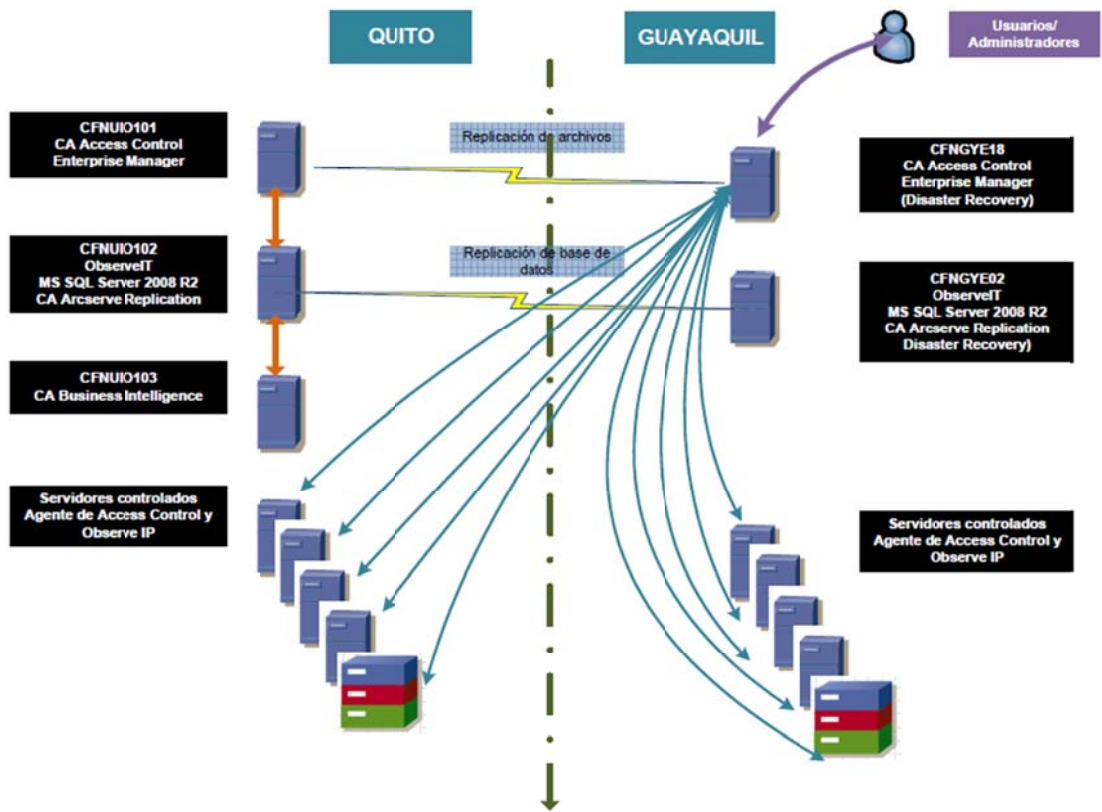 QUITO
GUAYAQUIL
Usuarios/
Administradores
CFNUIO101
CA Access Control
Enterprise Manager
Replicación de archivos
CFNGYE18
CA Access Control
Enterprise Manager
(Disaster Recovery)
CFNUIO102
ObserveIT
MS SQL Server 2008 R2
CA Arcserve Replication
Replicación de base de
datos
CFNGYE02
ObserveIT
MS SQL Server 2008 R2
CA Arcserve Replication
Disaster Recovery)
CFNUIO103
CA Business Intelligence
Servidores controlados
Agente de Access Control y
Observe IP
Servidores controlados
Agente de Access Control y
Observe IP